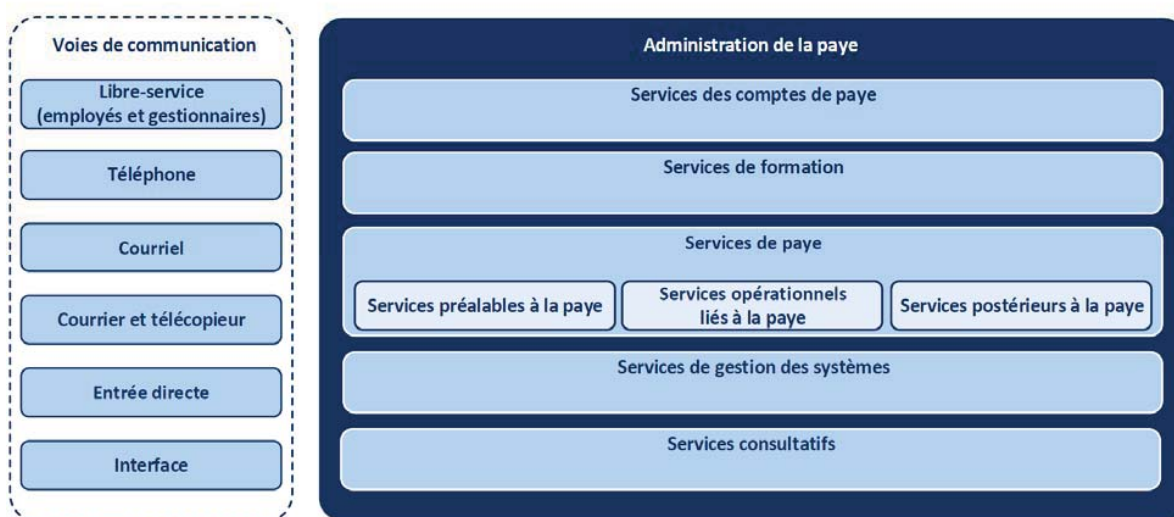 Voies de communication
Libre-service
(employés et gestionnaires)
Téléphone
Courriel
Courrier et télécopieur
Entrée directe
Interface
Administration de la paye
Services des comptes de paye
Services de formation
Services de paye
Services préalables à la paye
Services opérationnels
liés à la paye
Services postérieurs à la paye
Services de gestion des systèmes
Services consultatifs